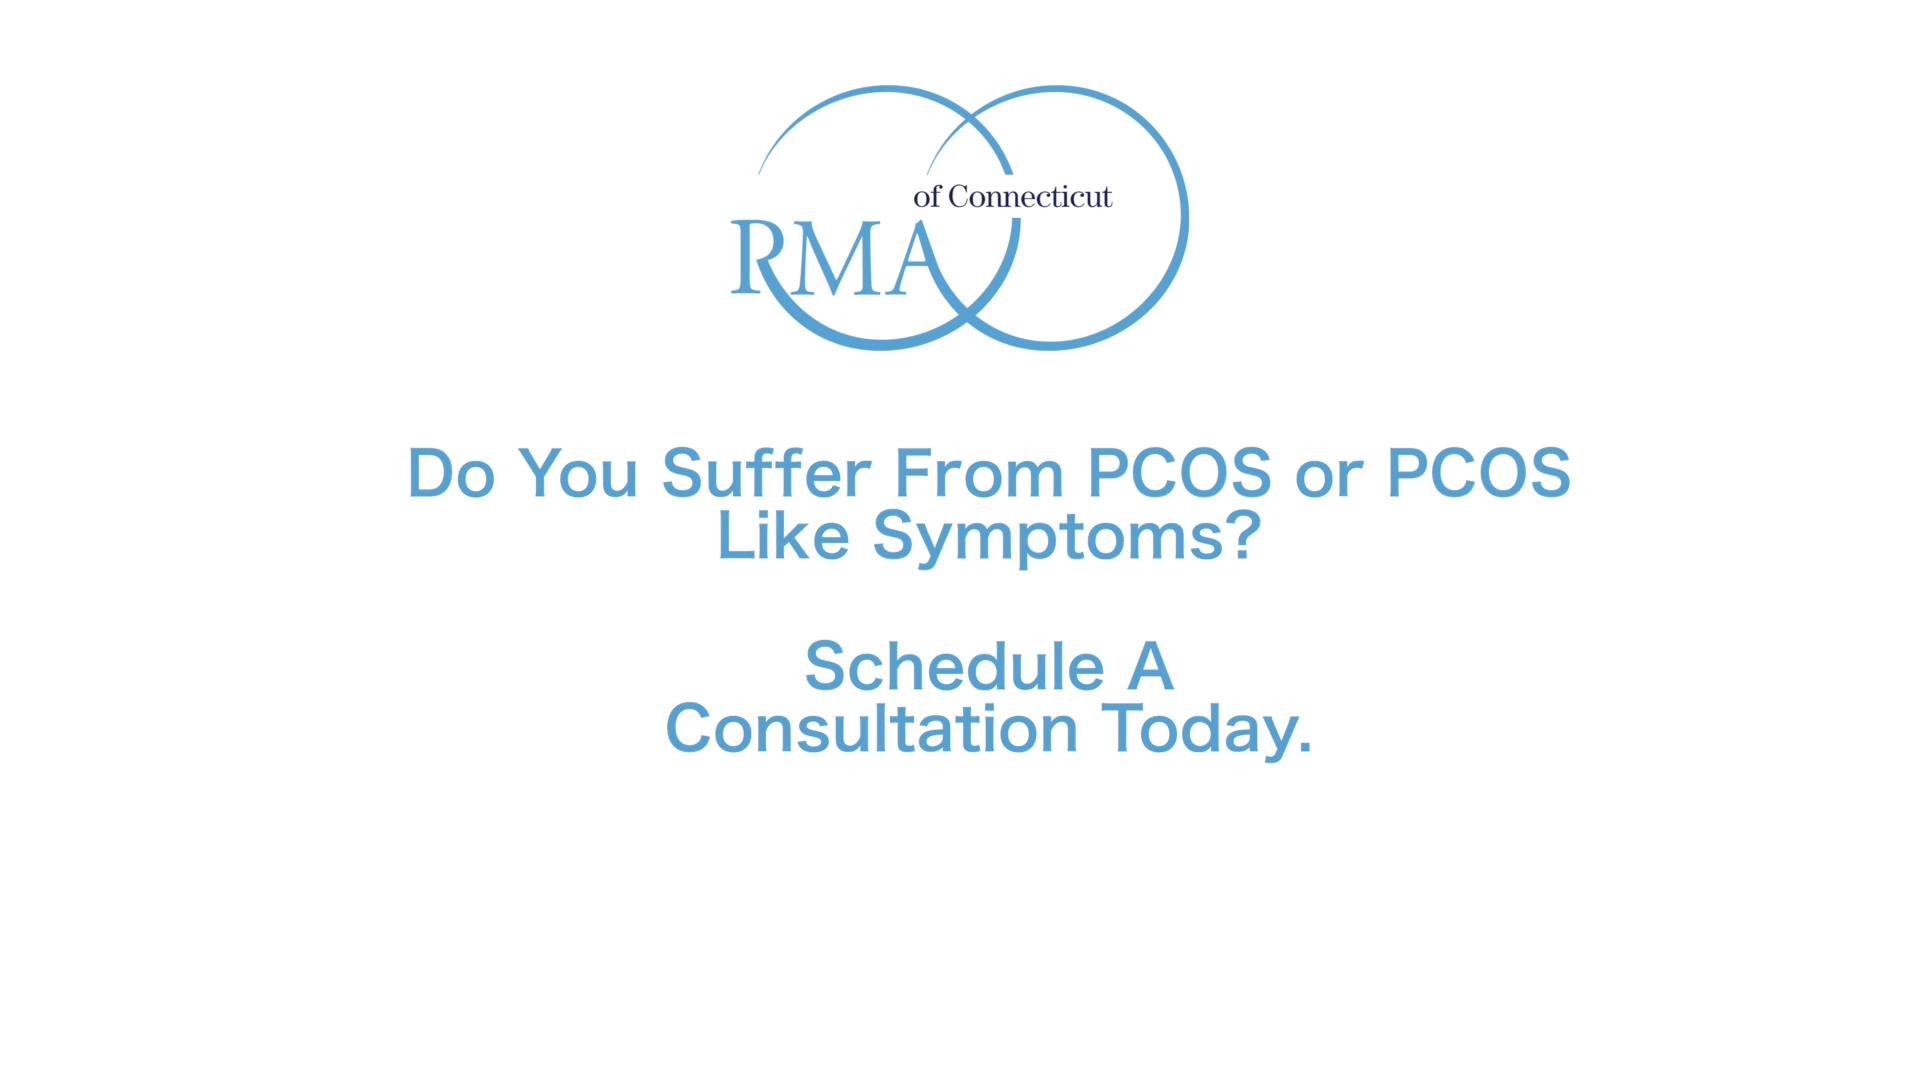 of Connecticut
RMA
Do You Suffer From PCOS or PCOS
Like Symptoms?
Schedule A
Consultation Today.